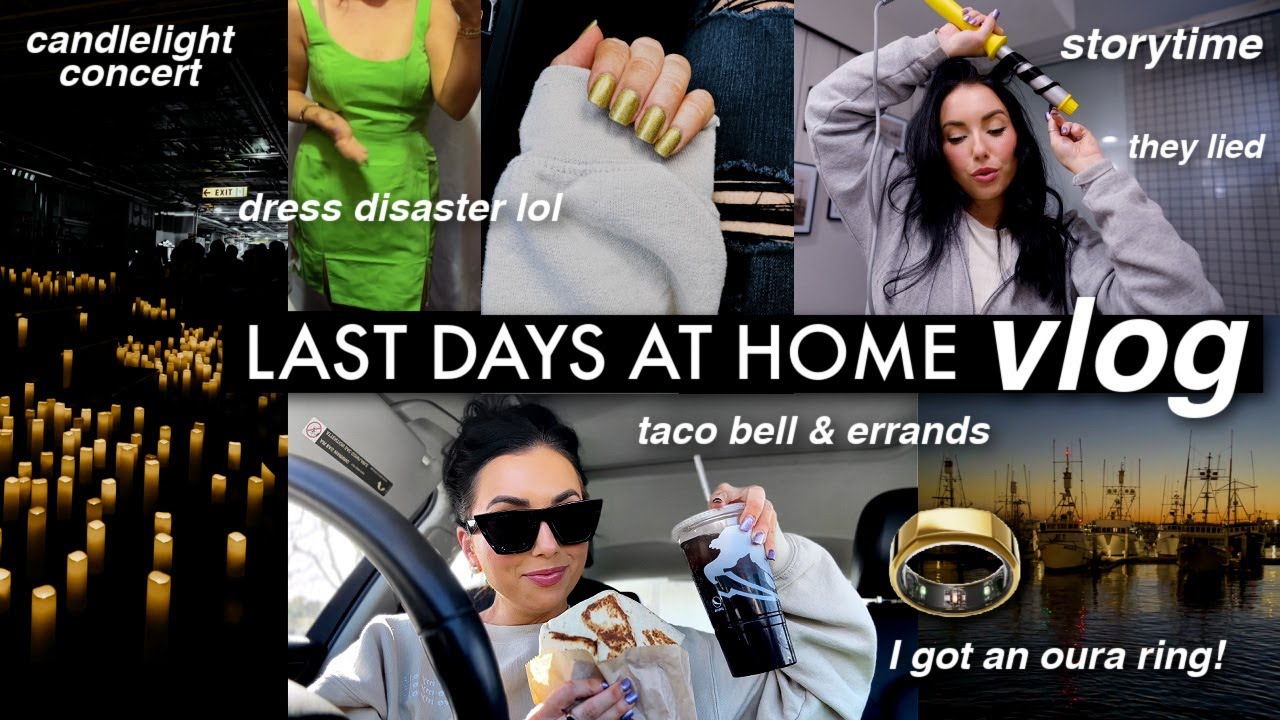 candlelight
concert
EXIT
dress disaster lol
storytime
they lied
LAST DAYS AT HOME vlog
taco bell & errands
I got an oura ring!